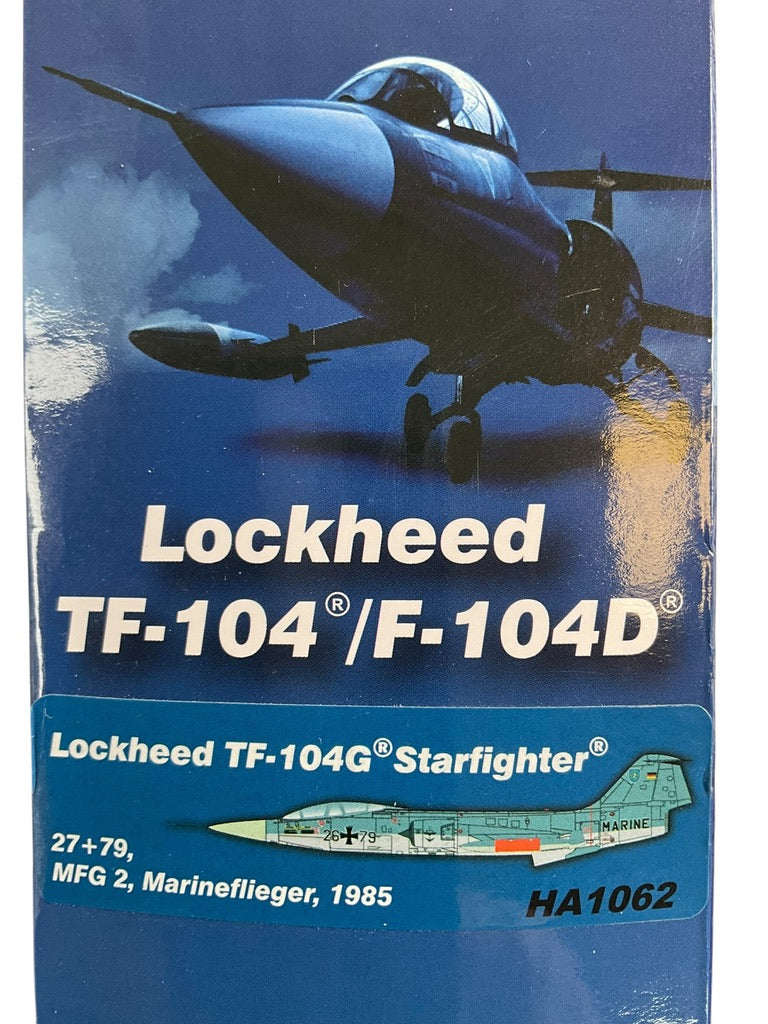 Lockheed
TF-104®/F-104D®
Lockheed TF-104G® Starfighter®
26 79
MARINE
27+79,
MFG 2, Marineflieger, 1985
HA1062